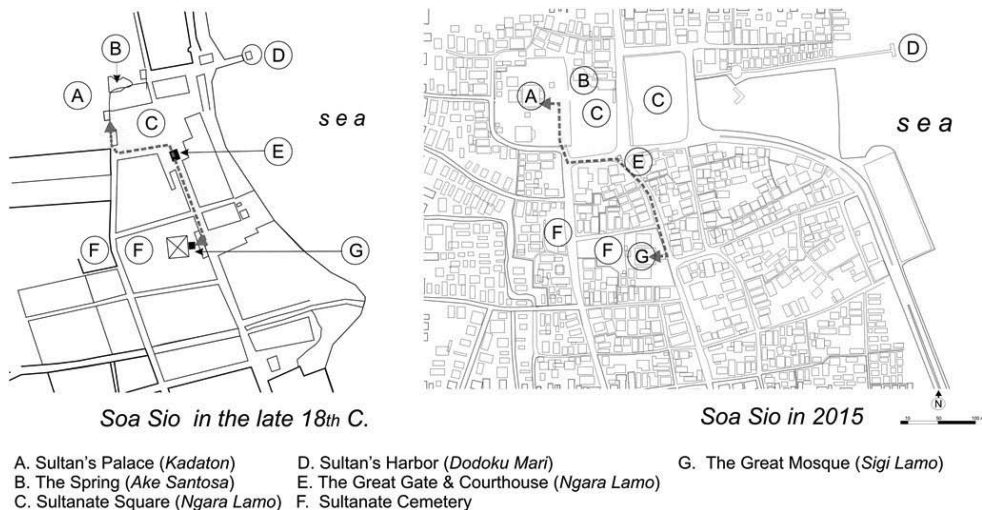 B
A
C
D
sea
E
F F
G
Soa Sio in the late 18th C.
D
A
B
C
C
sea
E
F
F
G
N
Soa Sio in 2015
A. Sultan's Palace (Kadaton)
B. The Spring (Ake Santosa)
C. Sultanate Square (Ngara Lamo)
D. Sultan's Harbor (Dodoku Mari)
E. The Great Gate & Courthouse (Ngara Lamo)
F. Sultanate Cemetery
G. The Great Mosque (Sigi Lamo)